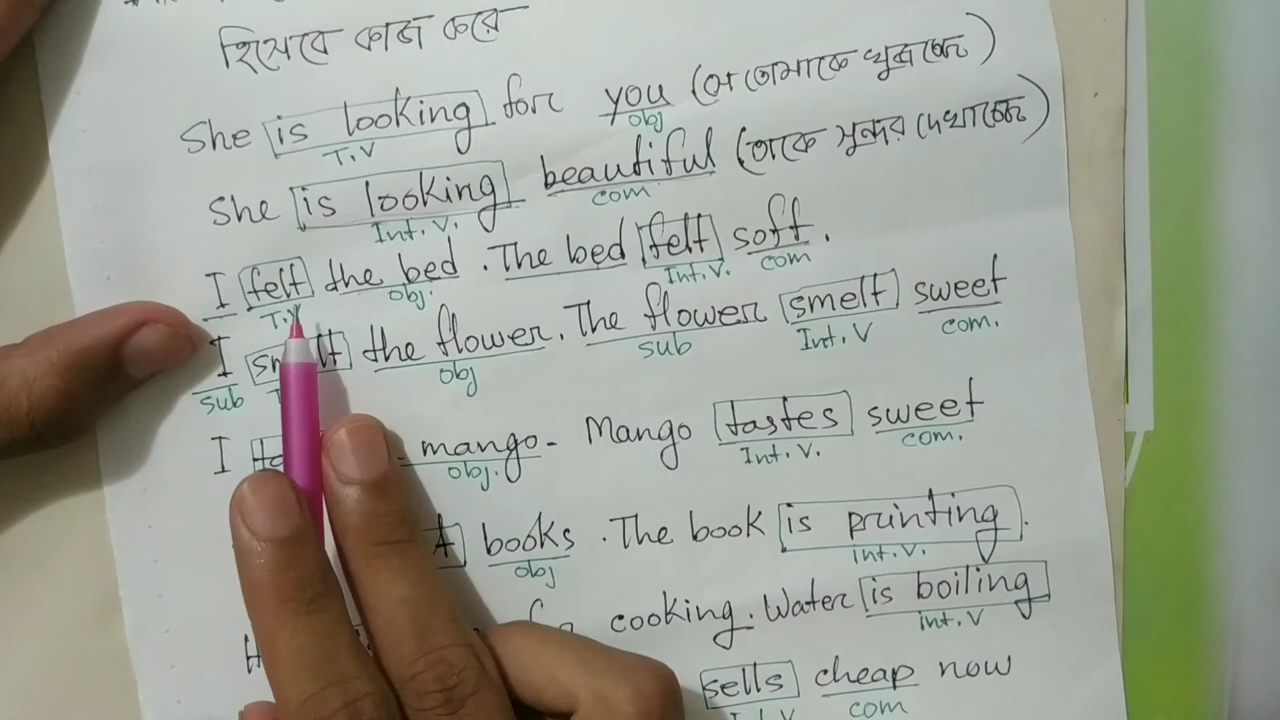 হিসেবে কাজ করে
She is looking for you (সে তোমাকে খুজছে)
T.V obj
She is looking beautiful (তাকে সুন্দর দেখাচ্ছে)
Int. V. com
I felt the bed . The bed felt soft .
T.V obj. Int. V. com
I smelt the flower. The flower smelt sweet
sub obj sub Int. V com.
I mango- Mango tastes sweet
obj. Int. V. com.
books . The book is printing .
obj int. V.
cooking. Water is boiling
int. V
sells cheap now
Int. V com